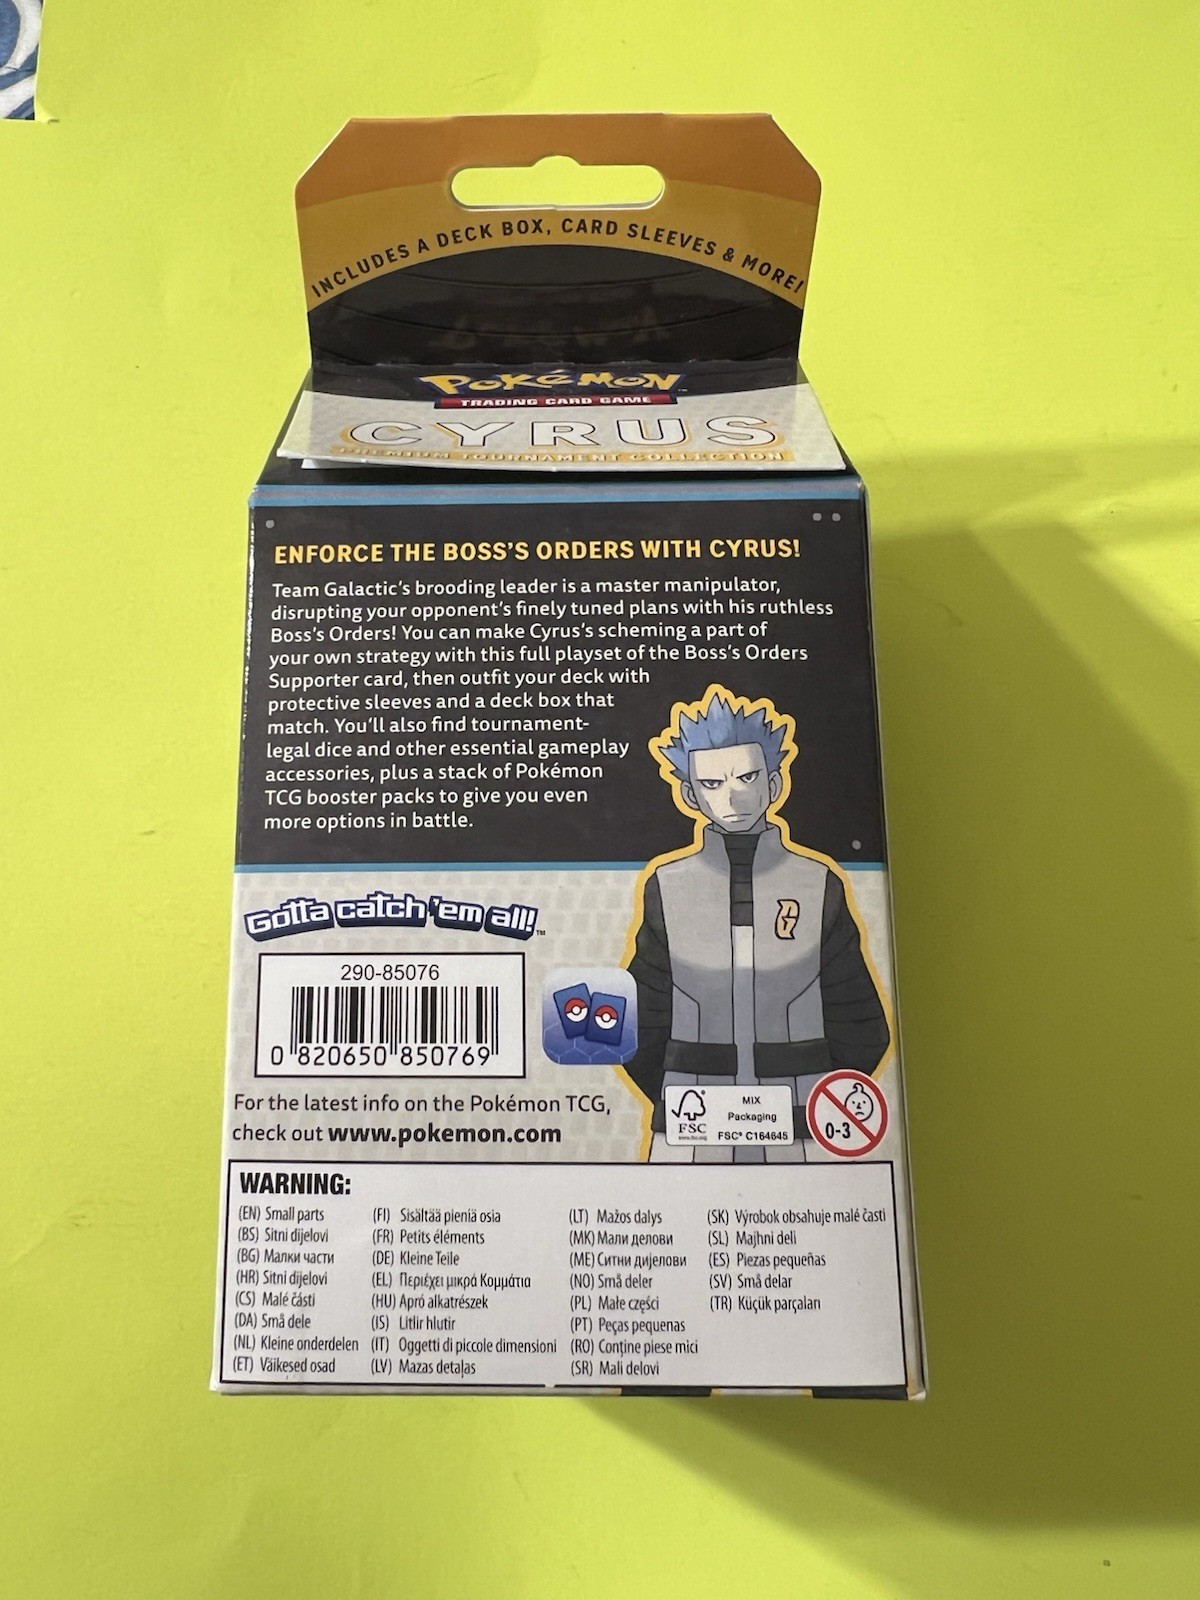 INCLUDES A DECK BOX, CARD SLEEVES & MORE!
POKéMON™
TRADING CARD GAME
CYRUS
PREMIUM TOURNAMENT COLLECTION
ENFORCE THE BOSS'S ORDERS WITH CYRUS!
Team Galactic's brooding leader is a master manipulator,
disrupting your opponent's finely tuned plans with his ruthless
Boss's Orders! You can make Cyrus's scheming a part of
your own strategy with this full playset of the Boss's Orders
Supporter card, then outfit your deck with
protective sleeves and a deck box that
match. You'll also find tournament-
legal dice and other essential gameplay
accessories, plus a stack of Pokémon
TCG booster packs to give you even
more options in battle.
Gotta catch 'em all!™
290-85076
0 820650 850769
For the latest info on the Pokémon TCG,
check out www.pokemon.com
G
FSC
www.fsc.org
MIX
Packaging
FSC® C164645
0-3
WARNING:
(EN) Small parts
(BS) Sitni dijelovi
(BG) Малки части
(HR) Sitni dijelovi
(CS) Malé části
(DA) Små dele
(NL) Kleine onderdelen
(ET) Väikesed osad
(FI) Sisältää pieniä osia
(FR) Petits éléments
(DE) Kleine Teile
(EL) Περιέχει μικρά Κομμάτια
(HU) Apró alkatrészek
(IS) Litlir hlutir
(IT) Oggetti di piccole dimensioni
(LV) Mazas detaļas
(LT) Mažos dalys
(MK) Мали делови
(ME) Ситни дијелови
(NO) Små deler
(PL) Małe części
(PT) Peças pequenas
(RO) Conține piese mici
(SR) Mali delovi
(SK) Výrobok obsahuje malé časti
(SL) Majhni deli
(ES) Piezas pequeñas
(SV) Små delar
(TR) Küçük parçaları